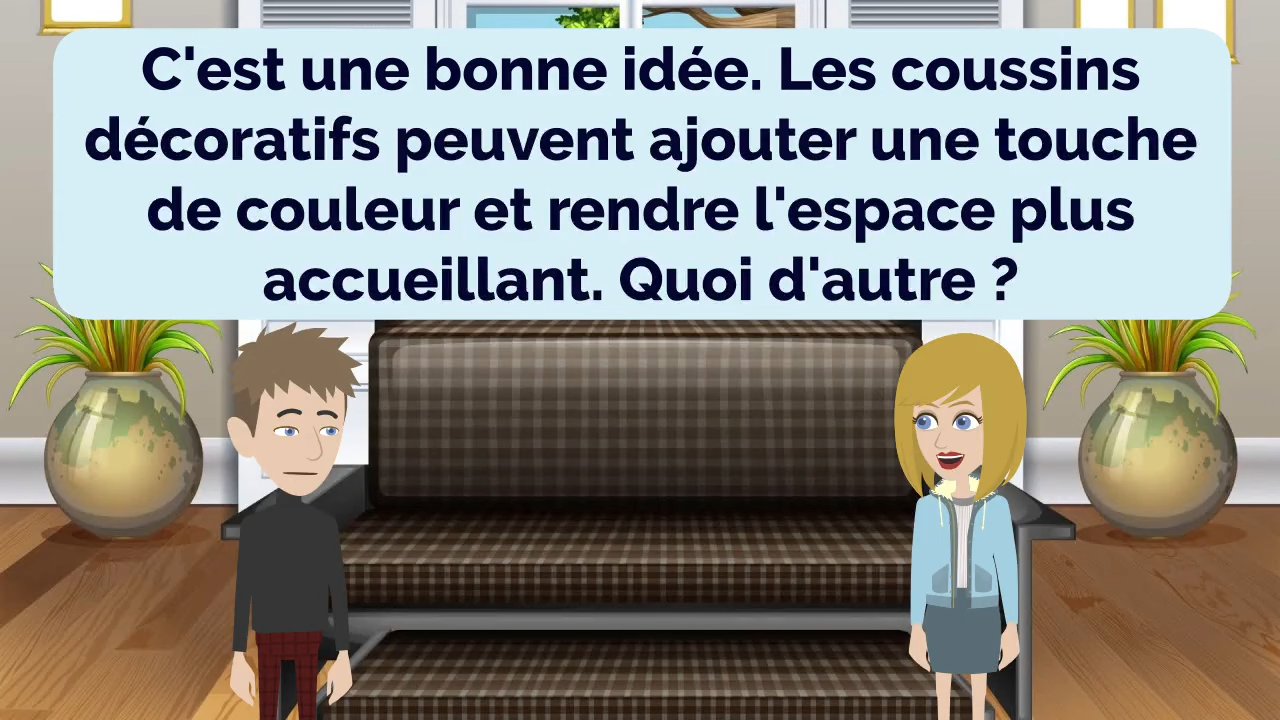 C'est une bonne idée. Les coussins
décoratifs peuvent ajouter une touche
de couleur et rendre l'espace plus
accueillant. Quoi d'autre ?